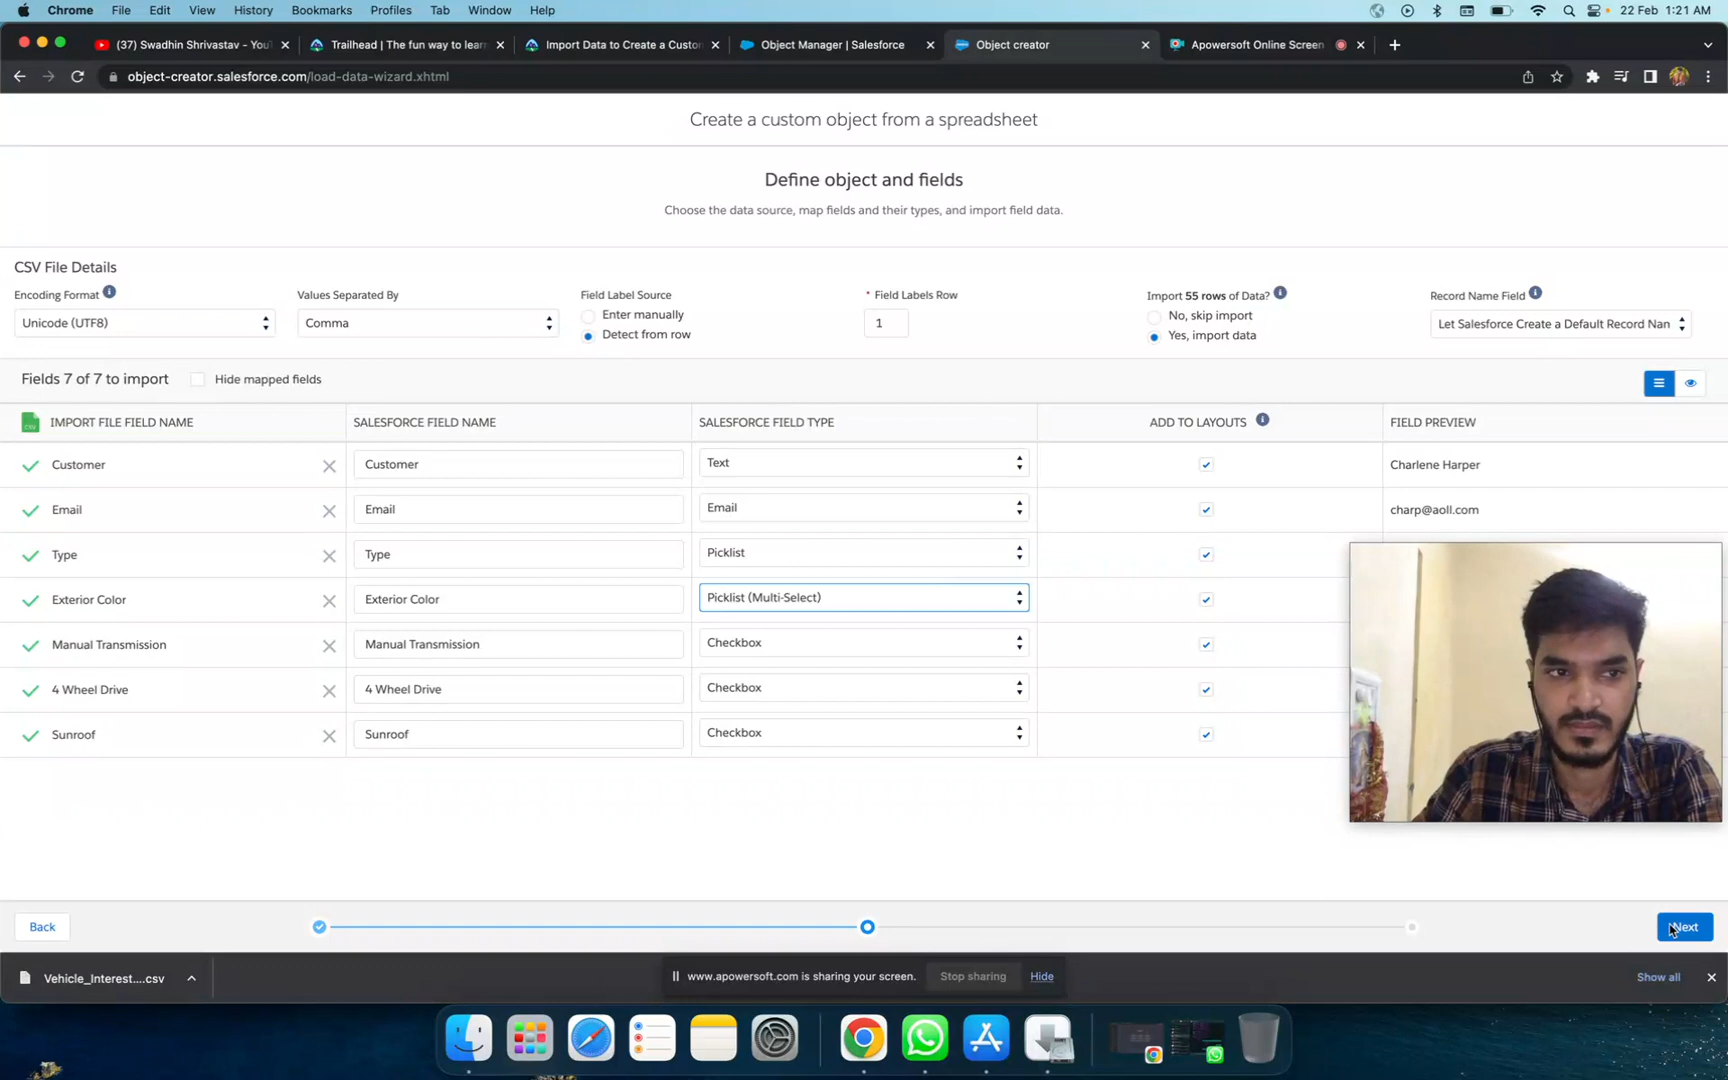 Chrome File Edit View History Bookmarks Profiles Tab Window Help 22 Feb 1:21 AM
(37) Swadhin Shrivastav - You Trailhead | The fun way to lear Import Data to Create a Custor Object Manager | Salesforce Object creator Apowersoft Online Screen
object-creator.salesforce.com/load-data-wizard.xhtml
Create a custom object from a spreadsheet
Define object and fields
Choose the data source, map fields and their types, and import field data.
CSV File Details
Encoding Format Values Separated By Field Label Source * Field Labels Row Import 55 rows of Data? Record Name Field
Unicode (UTF8) Comma Enter manually 1 No, skip import Let Salesforce Create a Default Record Nan
Detect from row Yes, import data
Fields 7 of 7 to import Hide mapped fields
CSV IMPORT FILE FIELD NAME SALESFORCE FIELD NAME SALESFORCE FIELD TYPE ADD TO LAYOUTS FIELD PREVIEW
Customer Customer Text Charlene Harper
Email Email Email charp@aoll.com
Type Type Picklist
Exterior Color Exterior Color Picklist (Multi-Select)
Manual Transmission Manual Transmission Checkbox
4 Wheel Drive 4 Wheel Drive Checkbox
Sunroof Sunroof Checkbox
Back Next
Vehicle_Interest....csv www.apowersoft.com is sharing your screen. Stop sharing Hide Show all